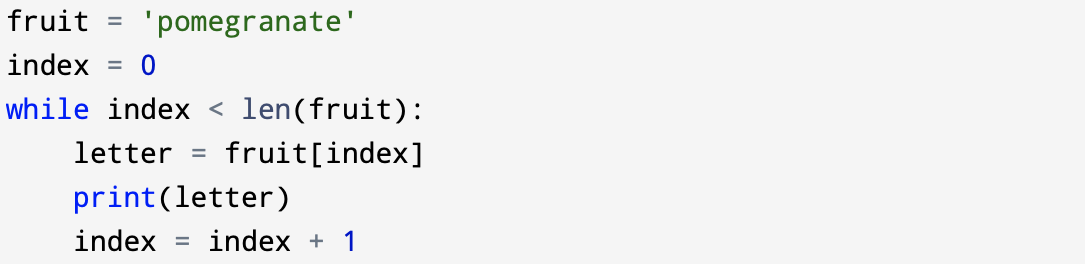 fruit = 'pomegranate'
index = 0
while index < len(fruit):
    letter = fruit[index]
    print(letter)
    index = index + 1